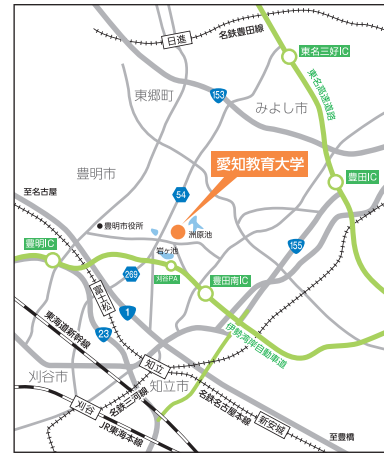 名鉄豊田線
日進
東名三好IC
東郷町
153
東名高速道路
みよし市
愛知教育大学
豊明市
豊田IC
至名古屋
54
豊明市役所
洲原池
岩ケ池
155
豊明IC
269
刈谷PA
豊田南IC
富士松
1
東海道新幹線
23
伊勢湾岸自動車道
知立
刈谷市
知立市
名鉄三河線
名鉄名古屋本線
刈谷
新安城
JR東海本線
至豊橋